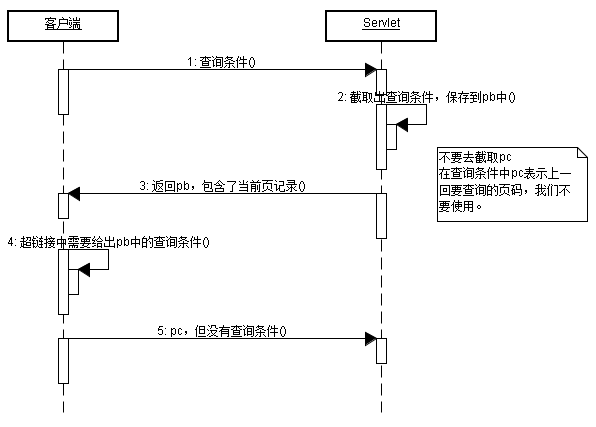 客户端
Servlet
1: 查询条件()
2: 截取出查询条件，保存到pb中()
不要去截取pc
在查询条件中pc表示上一
回要查询的页码，我们不
要使用。
3: 返回pb，包含了当前页记录()
4: 超链接中需要给出pb中的查询条件()
5: pc，但没有查询条件()